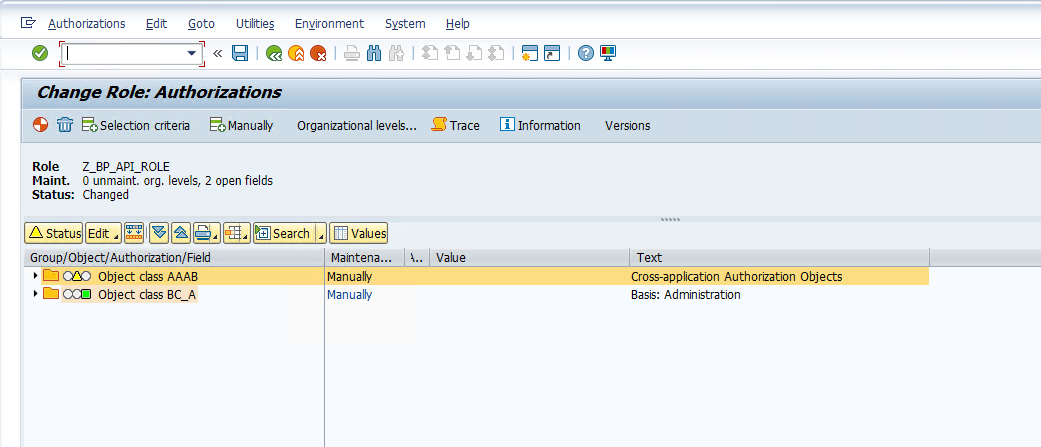 Authorizations Edit Goto Utilities Environment System Help
«
Change Role: Authorizations
Selection criteria Manually Organizational levels... Trace Information Versions
Role Z_BP_API_ROLE
Maint. 0 unmaint. org. levels, 2 open fields
Status: Changed
Status Edit Search Values
Group/Object/Authorization/Field Maintena... A.. Value Text
Object class AAAB Manually Cross-application Authorization Objects
Object class BC_A Manually Basis: Administration